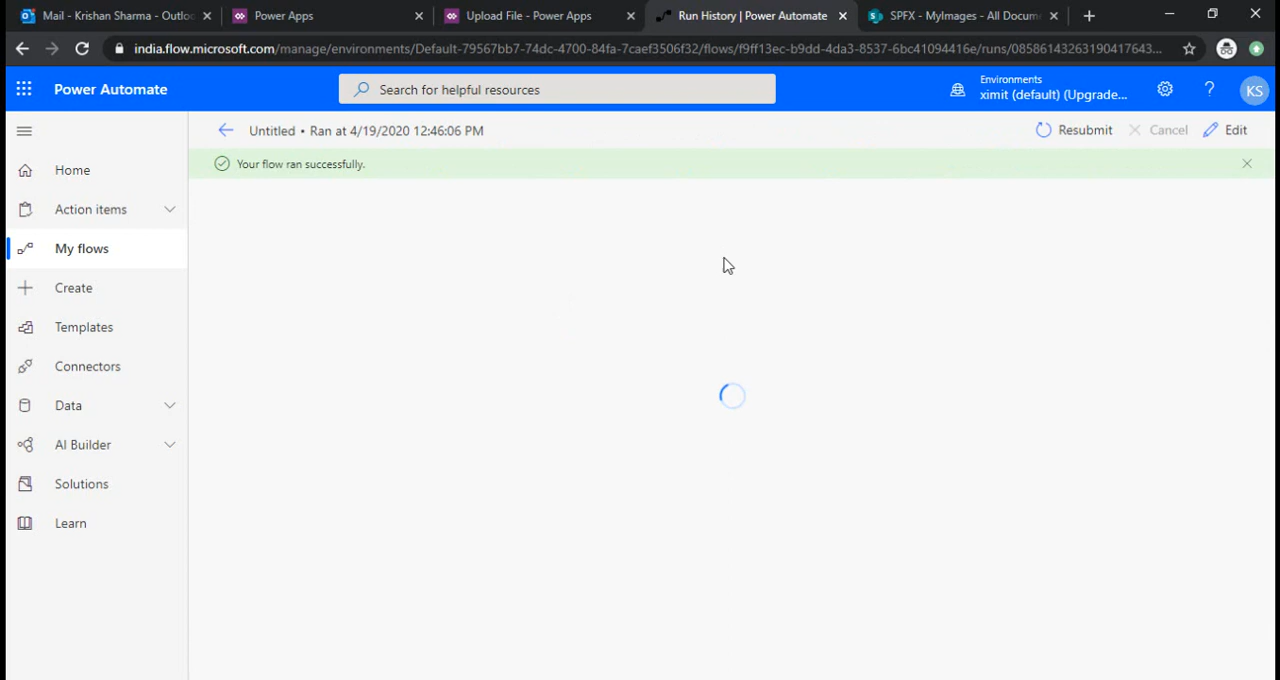 Mail - Krishan Sharma - Outloo
Power Apps
Upload File - Power Apps
Run History | Power Automate
SPFX - MyImages - All Docum
india.flow.microsoft.com/manage/environments/Default-79567bb7-74dc-4700-84fa-7caef3506f32/flows/f9ff13ec-b9dd-4da3-8537-6bc41094416e/runs/08586143263190417643...
Power Automate
Search for helpful resources
Environments
ximit (default) (Upgrade...
?
KS
Untitled • Ran at 4/19/2020 12:46:06 PM
Resubmit
Cancel
Edit
Your flow ran successfully.
Home
Action items
My flows
Create
Templates
Connectors
Data
AI Builder
Solutions
Learn